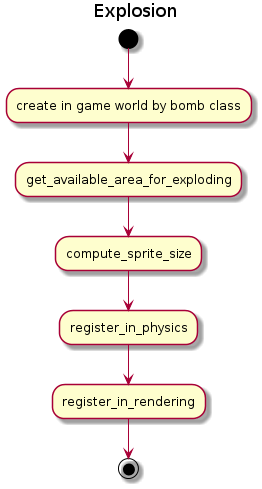 Explosion
create in game world by bomb class
get_available_area_for_exploding
compute_sprite_size
register_in_physics
register_in_rendering